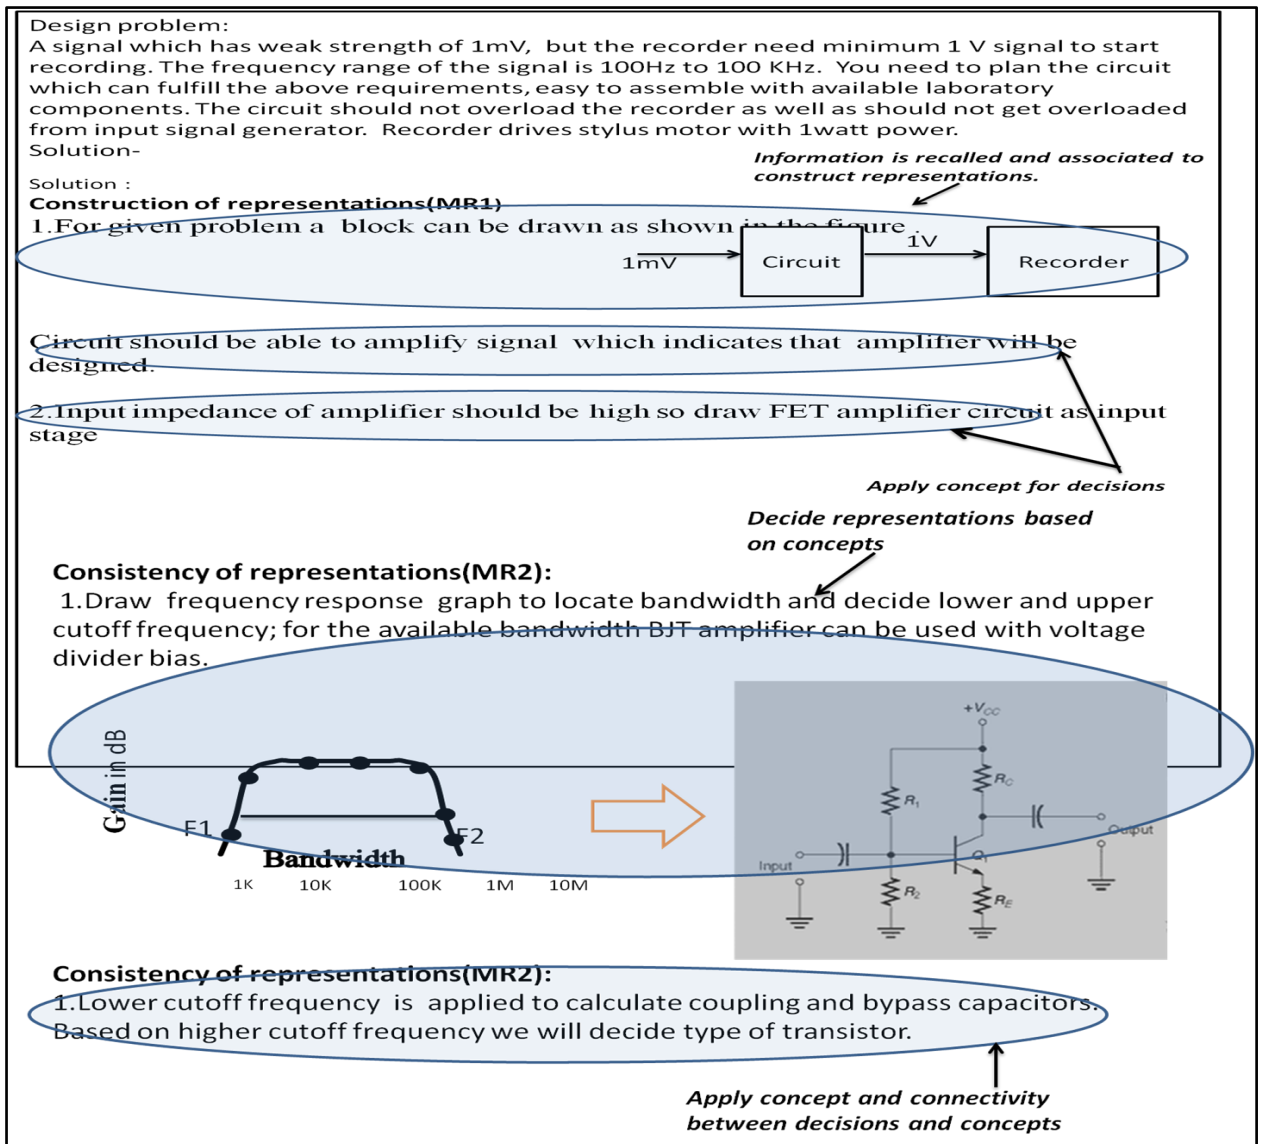 Design problem:
A signal which has weak strength of 1mV, but the recorder need minimum 1 V signal to start
recording. The frequency range of the signal is 100Hz to 100 KHz. You need to plan the circuit
which can fulfill the above requirements, easy to assemble with available laboratory
components. The circuit should not overload the recorder as well as should not get overloaded
from input signal generator. Recorder drives stylus motor with 1watt power.
Solution-
Information is recalled and associated to
construct representations.
Solution :
Construction of representations(MR1)
1.For given problem a block can be drawn as shown in the figure .
1mV
Circuit
1V
Recorder
Circuit should be able to amplify signal which indicates that amplifier will be
designed.
2.Input impedance of amplifier should be high so draw FET amplifier circuit as input
stage
Apply concept for decisions
Decide representations based
on concepts
Consistency of representations(MR2):
1.Draw frequency response graph to locate bandwidth and decide lower and upper
cutoff frequency; for the available bandwidth BJT amplifier can be used with voltage
divider bias.
Gain in dB
F1
F2
Bandwidth
1K 10K 100K 1M 10M
+VCC
R1
RC
Input
Q1
Output
R2
RE
Consistency of representations(MR2):
1.Lower cutoff frequency is applied to calculate coupling and bypass capacitors.
Based on higher cutoff frequency we will decide type of transistor.
Apply concept and connectivity
between decisions and concepts